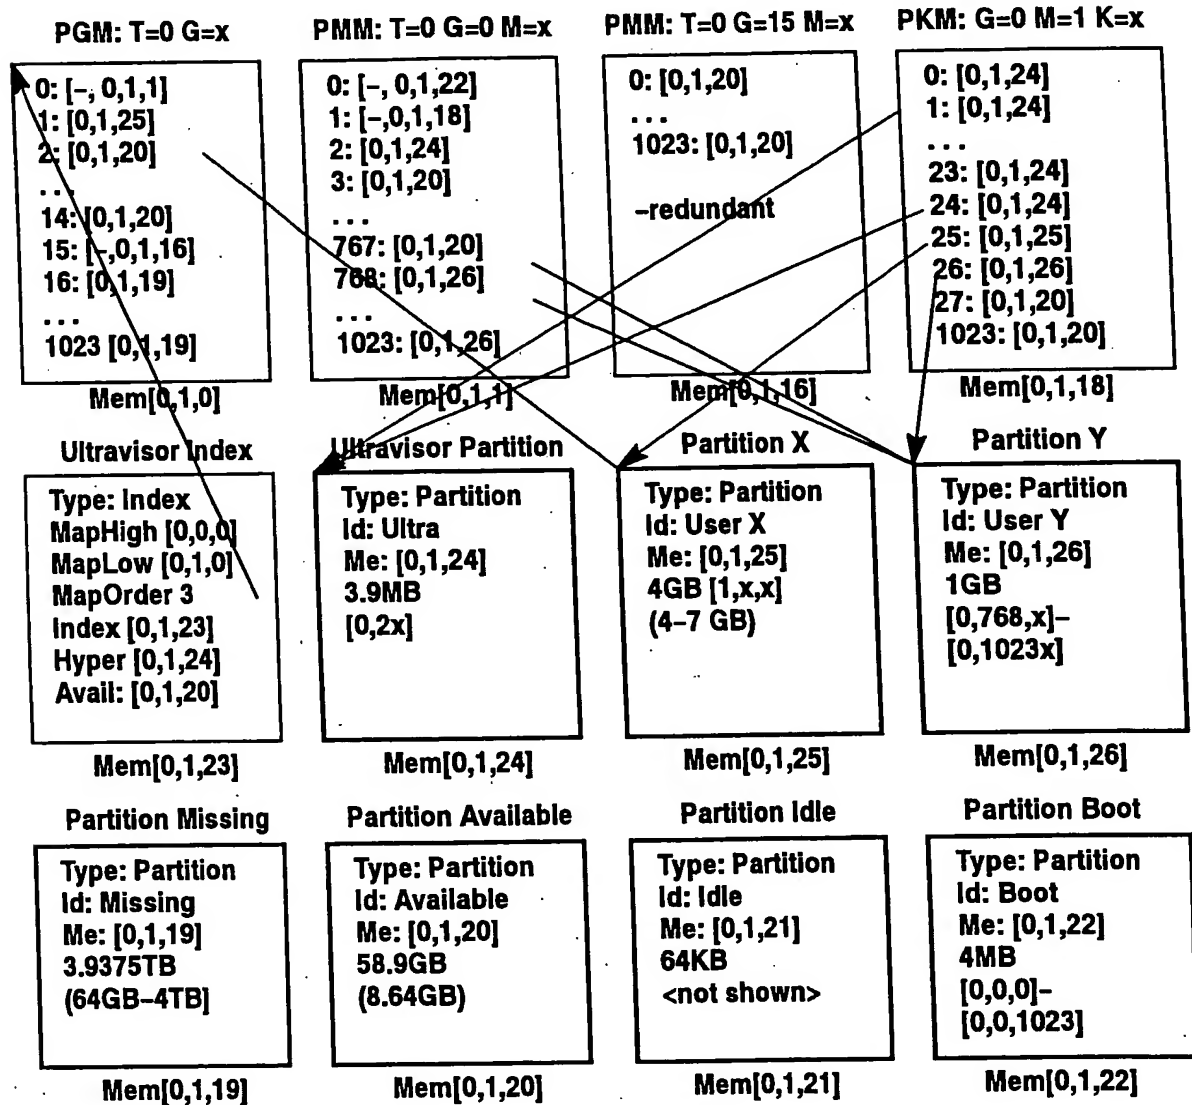 PGM: T=0 G=x
0: [–, 0,1,1]
1: [0,1,25]
2: [0,1,20]
...
14: [0,1,20]
15: [–,0,1,16]
16: [0,1,19]
...
1023 [0,1,19]
Mem[0,1,0]
PMM: T=0 G=0 M=x
0: [–, 0,1,22]
1: [–,0,1,18]
2: [0,1,24]
3: [0,1,20]
...
767: [0,1,20]
768: [0,1,26]
...
1023: [0,1,26]
Mem[0,1,1]
PMM: T=0 G=15 M=x
0: [0,1,20]
...
1023: [0,1,20]
–redundant
Mem[0,1,16]
PKM: G=0 M=1 K=x
0: [0,1,24]
1: [0,1,24]
...
23: [0,1,24]
24: [0,1,24]
25: [0,1,25]
26: [0,1,26]
27: [0,1,20]
1023: [0,1,20]
Mem[0,1,18]
Ultravisor Index
Type: Index
MapHigh [0,0,0]
MapLow [0,1,0]
MapOrder 3
Index [0,1,23]
Hyper [0,1,24]
Avail: [0,1,20]
Mem[0,1,23]
Ultravisor Partition
Type: Partition
Id: Ultra
Me: [0,1,24]
3.9MB
[0,2x]
Mem[0,1,24]
Partition X
Type: Partition
Id: User X
Me: [0,1,25]
4GB [1,x,x]
(4–7 GB)
Mem[0,1,25]
Partition Y
Type: Partition
Id: User Y
Me: [0,1,26]
1GB
[0,768,x]–
[0,1023x]
Mem[0,1,26]
Partition Missing
Type: Partition
Id: Missing
Me: [0,1,19]
3.9375TB
(64GB–4TB]
Mem[0,1,19]
Partition Available
Type: Partition
Id: Available
Me: [0,1,20]
58.9GB
(8.64GB)
Mem[0,1,20]
Partition Idle
Type: Partition
Id: Idle
Me: [0,1,21]
64KB
<not shown>
Mem[0,1,21]
Partition Boot
Type: Partition
Id: Boot
Me: [0,1,22]
4MB
[0,0,0]–
[0,0,1023]
Mem[0,1,22]